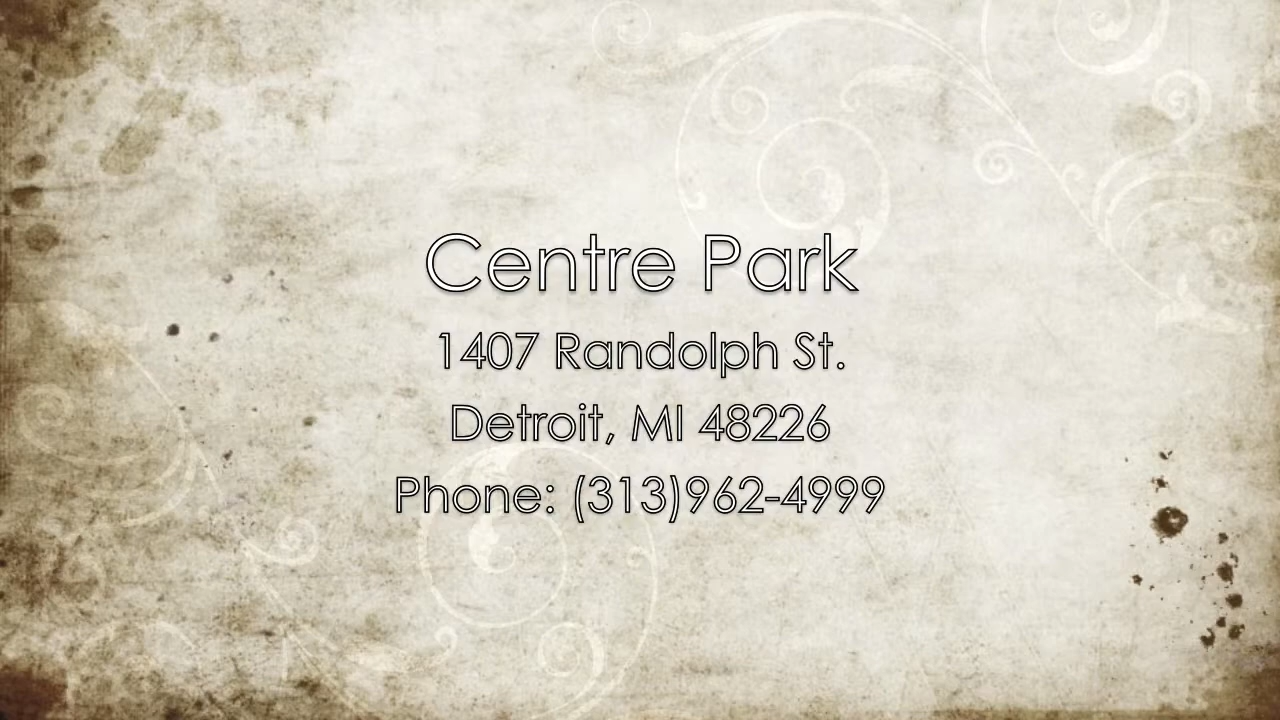 Centre Park
1407 Randolph St.
Detroit, MI 48226
Phone: (313)962-4999